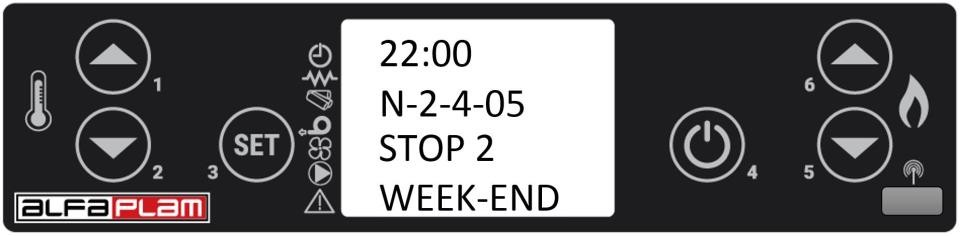 22:00
N-2-4-05
STOP 2
WEEK-END
1
2
SET
3
4
5
6
ALFAPLAM